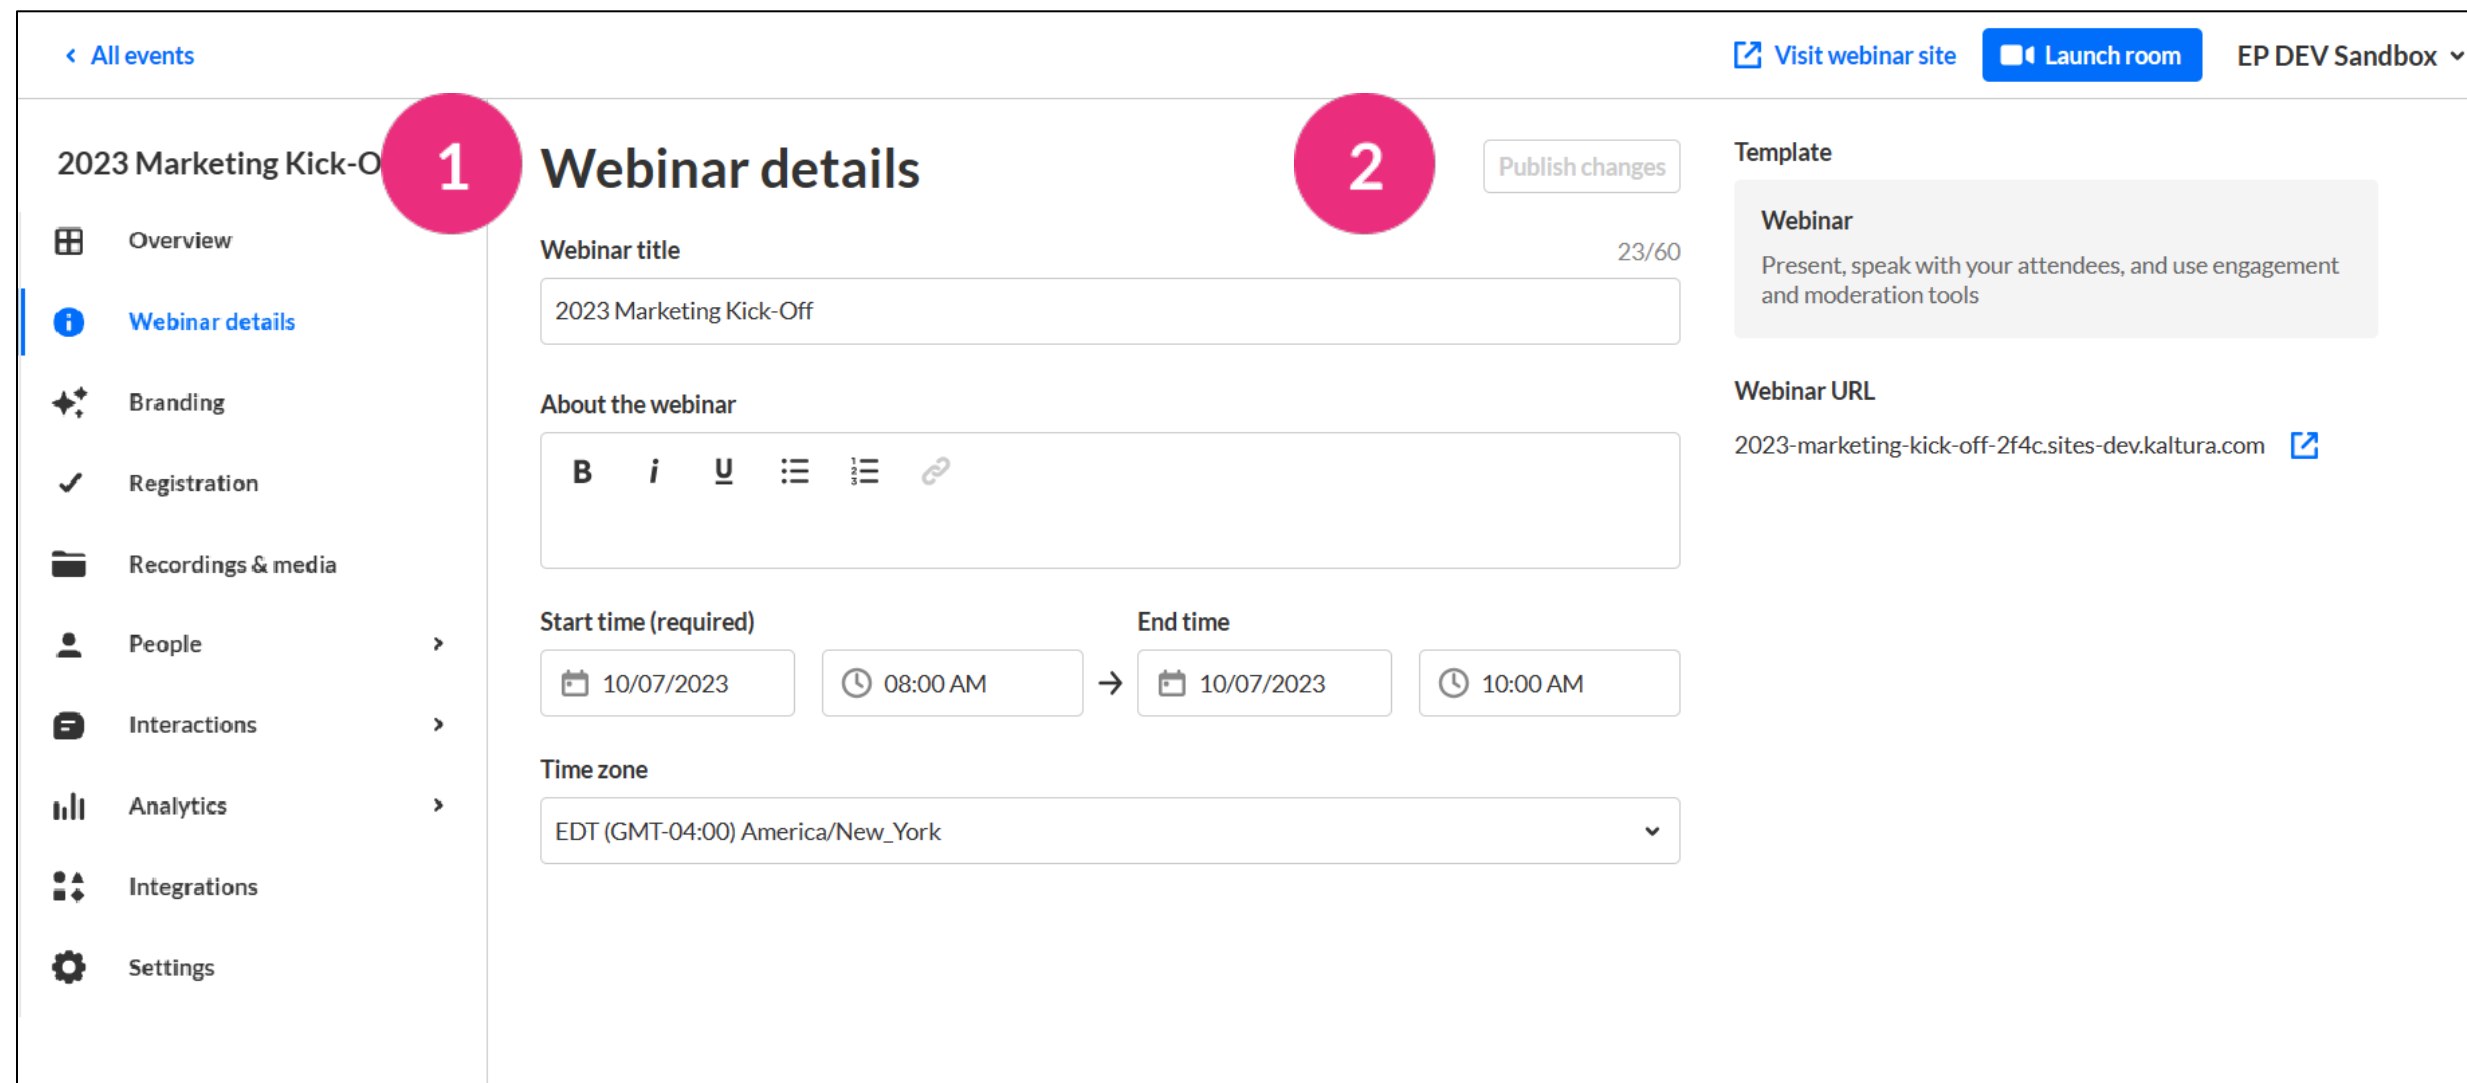 All events
Visit webinar site
Launch room
EP DEV Sandbox
2023 Marketing Kick-O
1
Webinar details
2
Publish changes
Overview
Webinar details
Branding
Registration
Recordings & media
People
Interactions
Analytics
Integrations
Settings
Webinar title
23/60
2023 Marketing Kick-Off
About the webinar
B i U
Start time (required)
End time
10/07/2023
08:00 AM
10/07/2023
10:00 AM
Time zone
EDT (GMT-04:00) America/New_York
Template
Webinar
Present, speak with your attendees, and use engagement
and moderation tools
Webinar URL
2023-marketing-kick-off-2f4c.sites-dev.kaltura.com